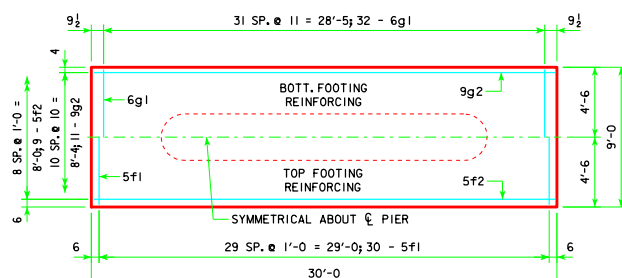 31 SP. @ 11 = 28'-5; 32 - 6g1
9½
9½
4
8 SP. @ 1'-0 =
8'-0; 9 - 5f2
10 SP. @ 10 =
8'-4; 11 - 9g2
6
6g1
BOTT. FOOTING
REINFORCING
9g2
4'-6
9'-0
4'-6
5f1
TOP FOOTING
REINFORCING
5f2
SYMMETRICAL ABOUT ℄ PIER
6
29 SP. @ 1'-0 = 29'-0; 30 - 5f1
6
30'-0